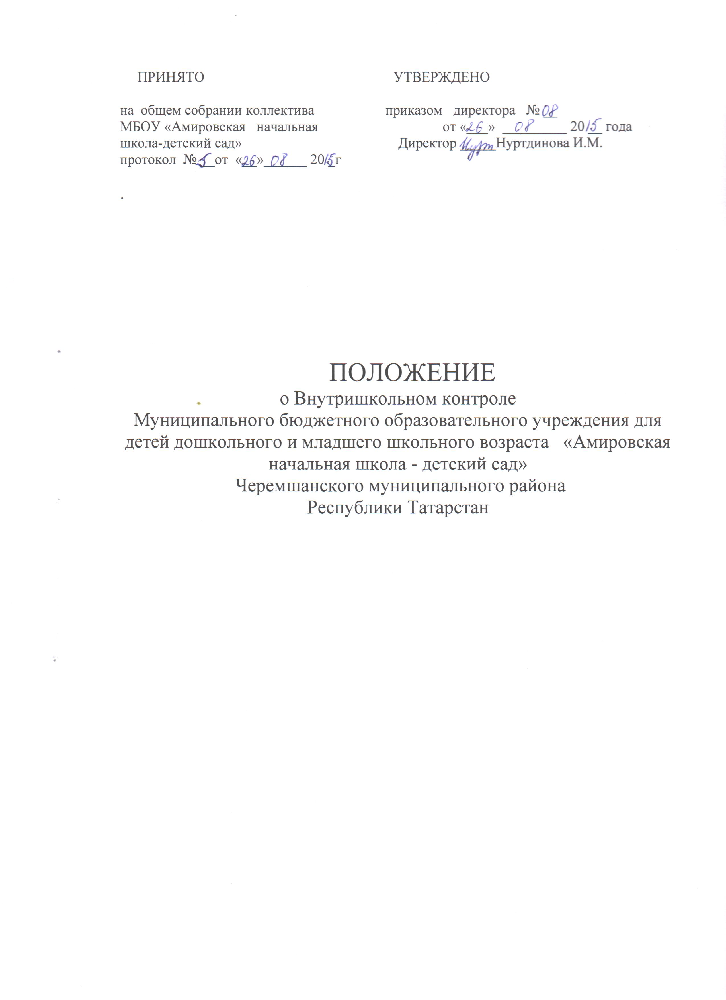 ПРИНЯТО
на общем собрании коллектива
МБОУ «Амировская начальная
школа-детский сад»
протокол №5 от «26» 08 2015г
.
УТВЕРЖДЕНО
приказом директора №08
от «26» 08 2015 года
Директор Нурт Нуртдинова И.М.
ПОЛОЖЕНИЕ
о Внутришкольном контроле
Муниципального бюджетного образовательного учреждения для
детей дошкольного и младшего школьного возраста «Амировская
начальная школа - детский сад»
Черемшанского муниципального района
Республики Татарстан